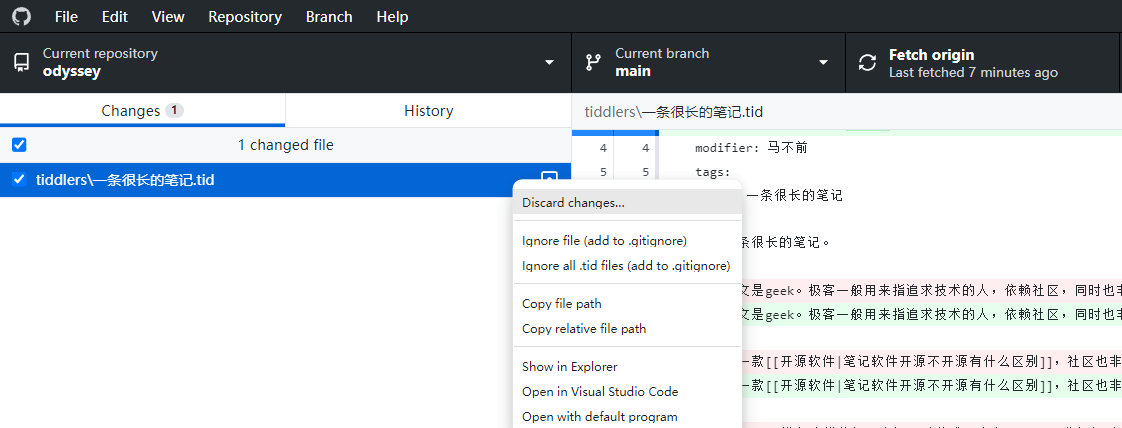 File Edit View Repository Branch Help
Current repository
odyssey
Current branch
main
Fetch origin
Last fetched 7 minutes ago
Changes 1
History
1 changed file
tiddlers\一条很长的笔记.tid
tiddlers\一条很长的笔记.tid
4 4 modifier: 马不前
5 5 tags:
一条很长的笔记
条很长的笔记。
文是geek。极客一般用来指追求技术的人，依赖社区，同时也非
文是geek。极客一般用来指追求技术的人，依赖社区，同时也非
一款[[开源软件|笔记软件开源不开源有什么区别]]，社区也非
一款[[开源软件|笔记软件开源不开源有什么区别]]，社区也非
Discard changes...
Ignore file (add to .gitignore)
Ignore all .tid files (add to .gitignore)
Copy file path
Copy relative file path
Show in Explorer
Open in Visual Studio Code
Open with default program